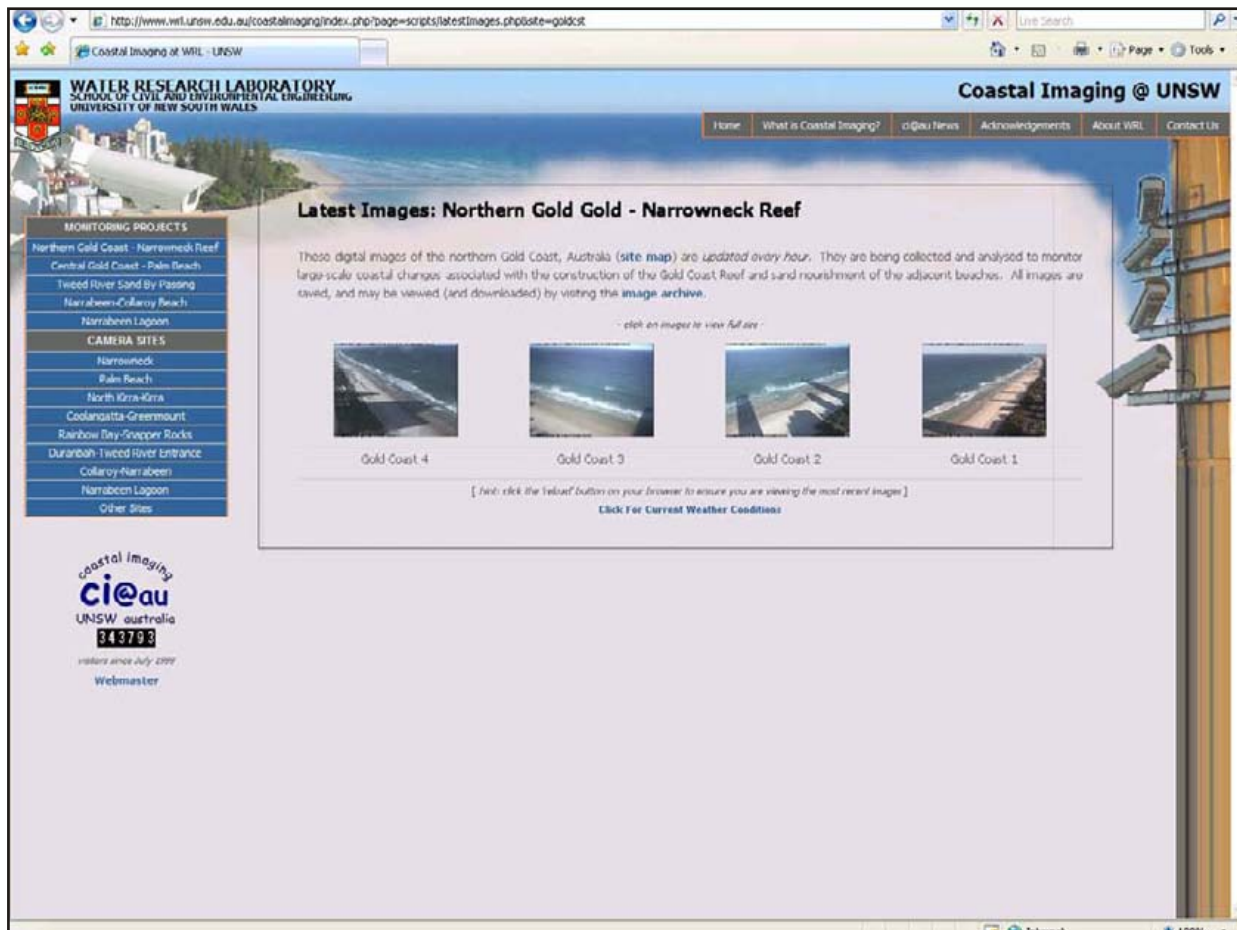 http://www.wrl.unsw.edu.au/coastalimaging/index.php?page=scripts/latestImages.php&site=goldcst
Live Search
Coastal Imaging at WRL - UNSW
Page
Tools
WATER RESEARCH LABORATORY
SCHOOL OF CIVIL AND ENVIRONMENTAL ENGINEERING
UNIVERSITY OF NEW SOUTH WALES
Coastal Imaging @ UNSW
Home What is Coastal Imaging? ci@au News Acknowledgements About WRL Contact Us
MONITORING PROJECTS
Northern Gold Coast - Narrowneck Reef
Central Gold Coast - Palm Beach
Tweed River Sand By Passing
Narrabeen-Collaroy Beach
Narrabeen Lagoon
CAMERA SITES
Narrowneck
Palm Beach
North Kirra-Kirra
Coolangatta-Greenmount
Rainbow Bay-Snapper Rocks
Duranbah-Tweed River Entrance
Collaroy-Narrabeen
Narrabeen Lagoon
Other Sites
Latest Images: Northern Gold Gold - Narrowneck Reef
These digital images of the northern Gold Coast, Australia (site map) are updated every hour. They are being collected and analysed to monitor
large-scale coastal changes associated with the construction of the Gold Coast Reef and sand nourishment of the adjacent beaches. All images are
saved, and may be viewed (and downloaded) by visiting the image archive.
- click on images to view full size -
Gold Coast 4 Gold Coast 3 Gold Coast 2 Gold Coast 1
[ hint: click the 'reload' button on your browser to ensure you are viewing the most recent images ]
Click For Current Weather Conditions
coastal imaging
ci@au
UNSW australia
343793
visitors since July 1999
Webmaster